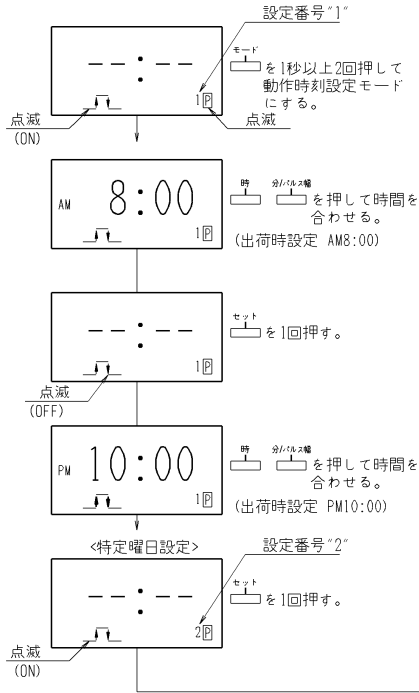 設定番号"1"
-- : --
1 P
モード
を1秒以上2回押して
動作時刻設定モード
にする。
点滅
(ON)
点滅
AM 8:00
1 P
時 分/パルス幅
を押して時間を
合わせる。
(出荷時設定 AM8:00)
-- : --
1 P
セット
を1回押す。
点滅
(OFF)
PM 10:00
1 P
時 分/パルス幅
を押して時間を
合わせる。
(出荷時設定 PM10:00)
<特定曜日設定>
設定番号"2"
-- : --
2 P
セット
を1回押す。
点滅
(ON)